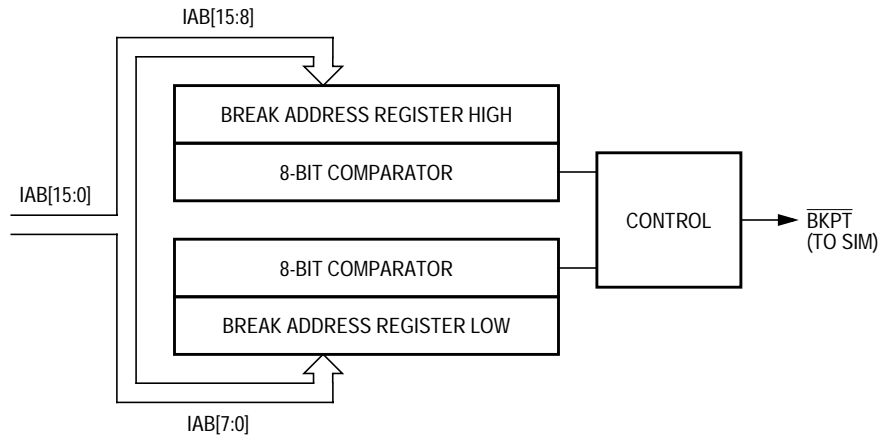 IAB[15:8]
BREAK ADDRESS REGISTER HIGH
8-BIT COMPARATOR
IAB[15:0]
CONTROL
BKPT
(TO SIM)
8-BIT COMPARATOR
BREAK ADDRESS REGISTER LOW
IAB[7:0]